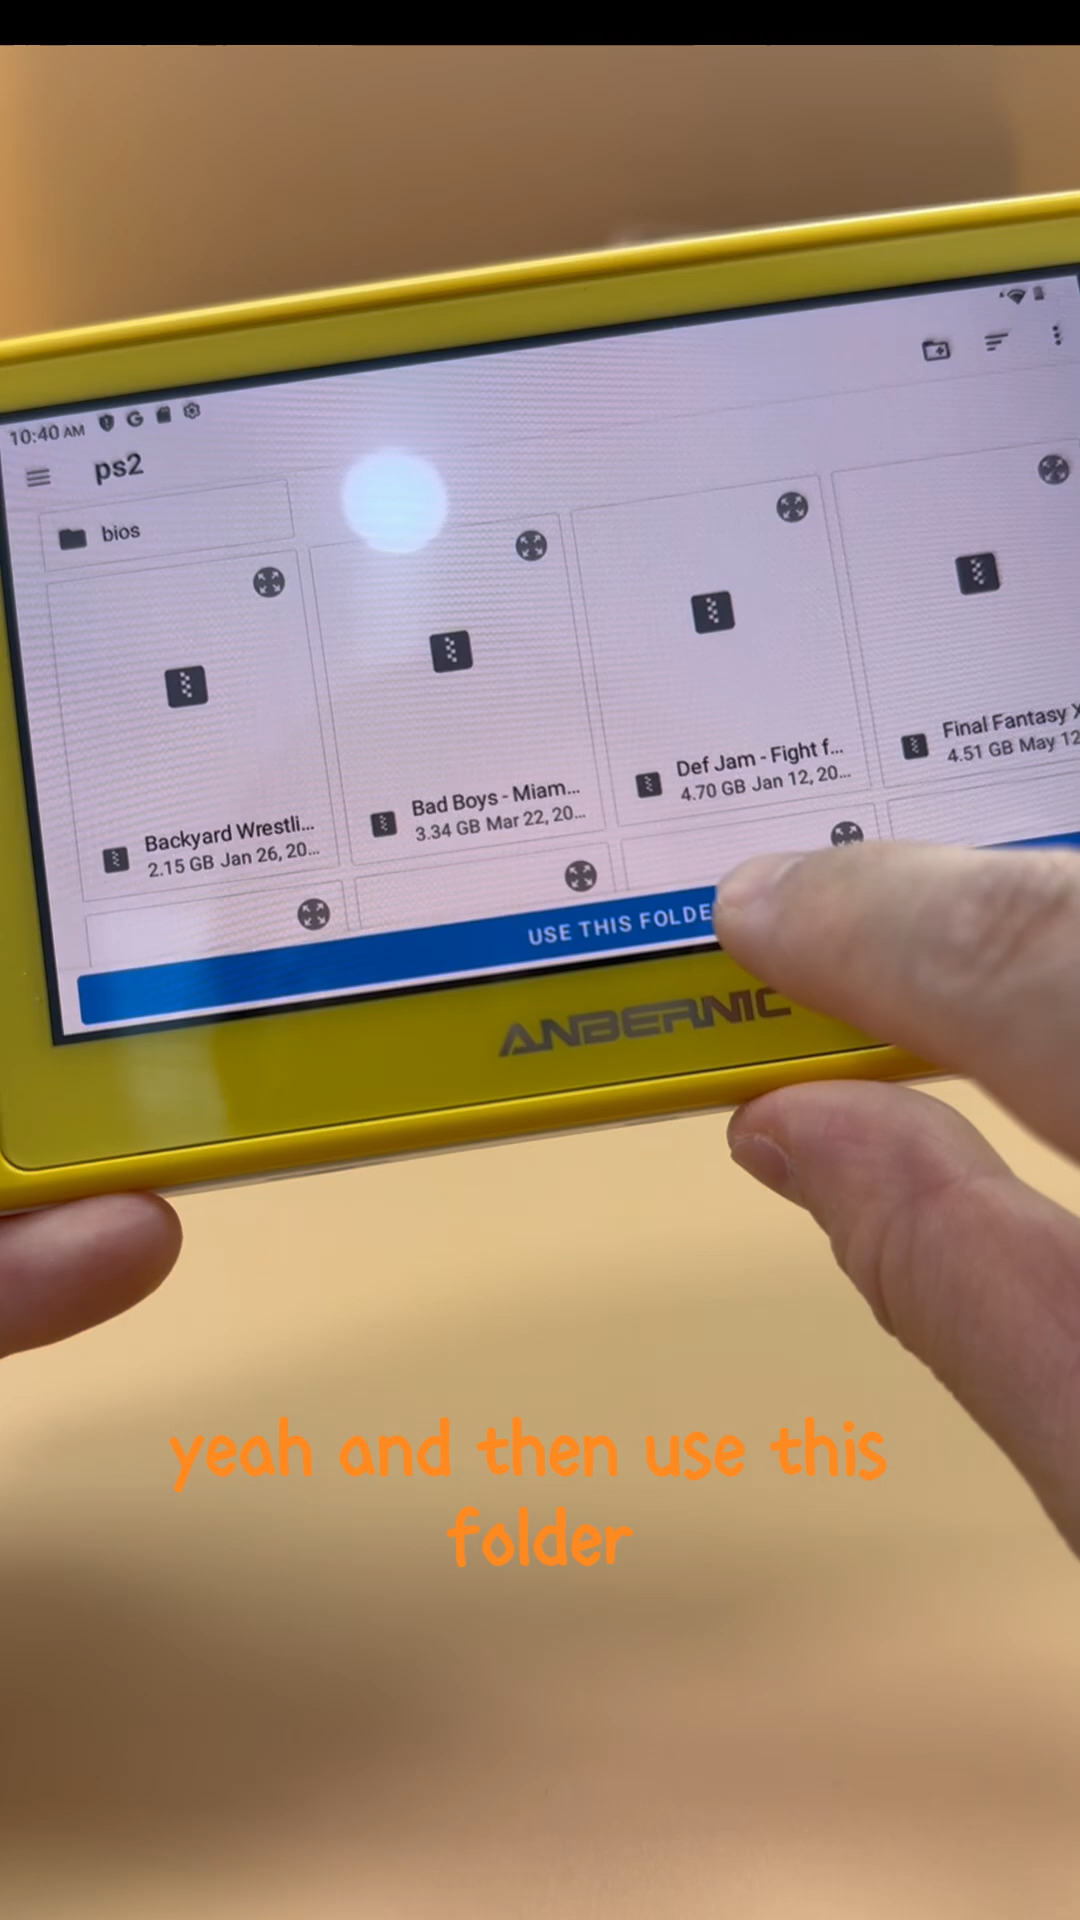 10:40 AM
ps2
bios
Backyard Wrestli...
2.15 GB Jan 26, 20...
Bad Boys - Miam...
3.34 GB Mar 22, 20...
Def Jam - Fight f...
4.70 GB Jan 12, 20...
Final Fantasy X
4.51 GB May 12
USE THIS FOLDE
ANBERNIC
yeah and then use this
folder